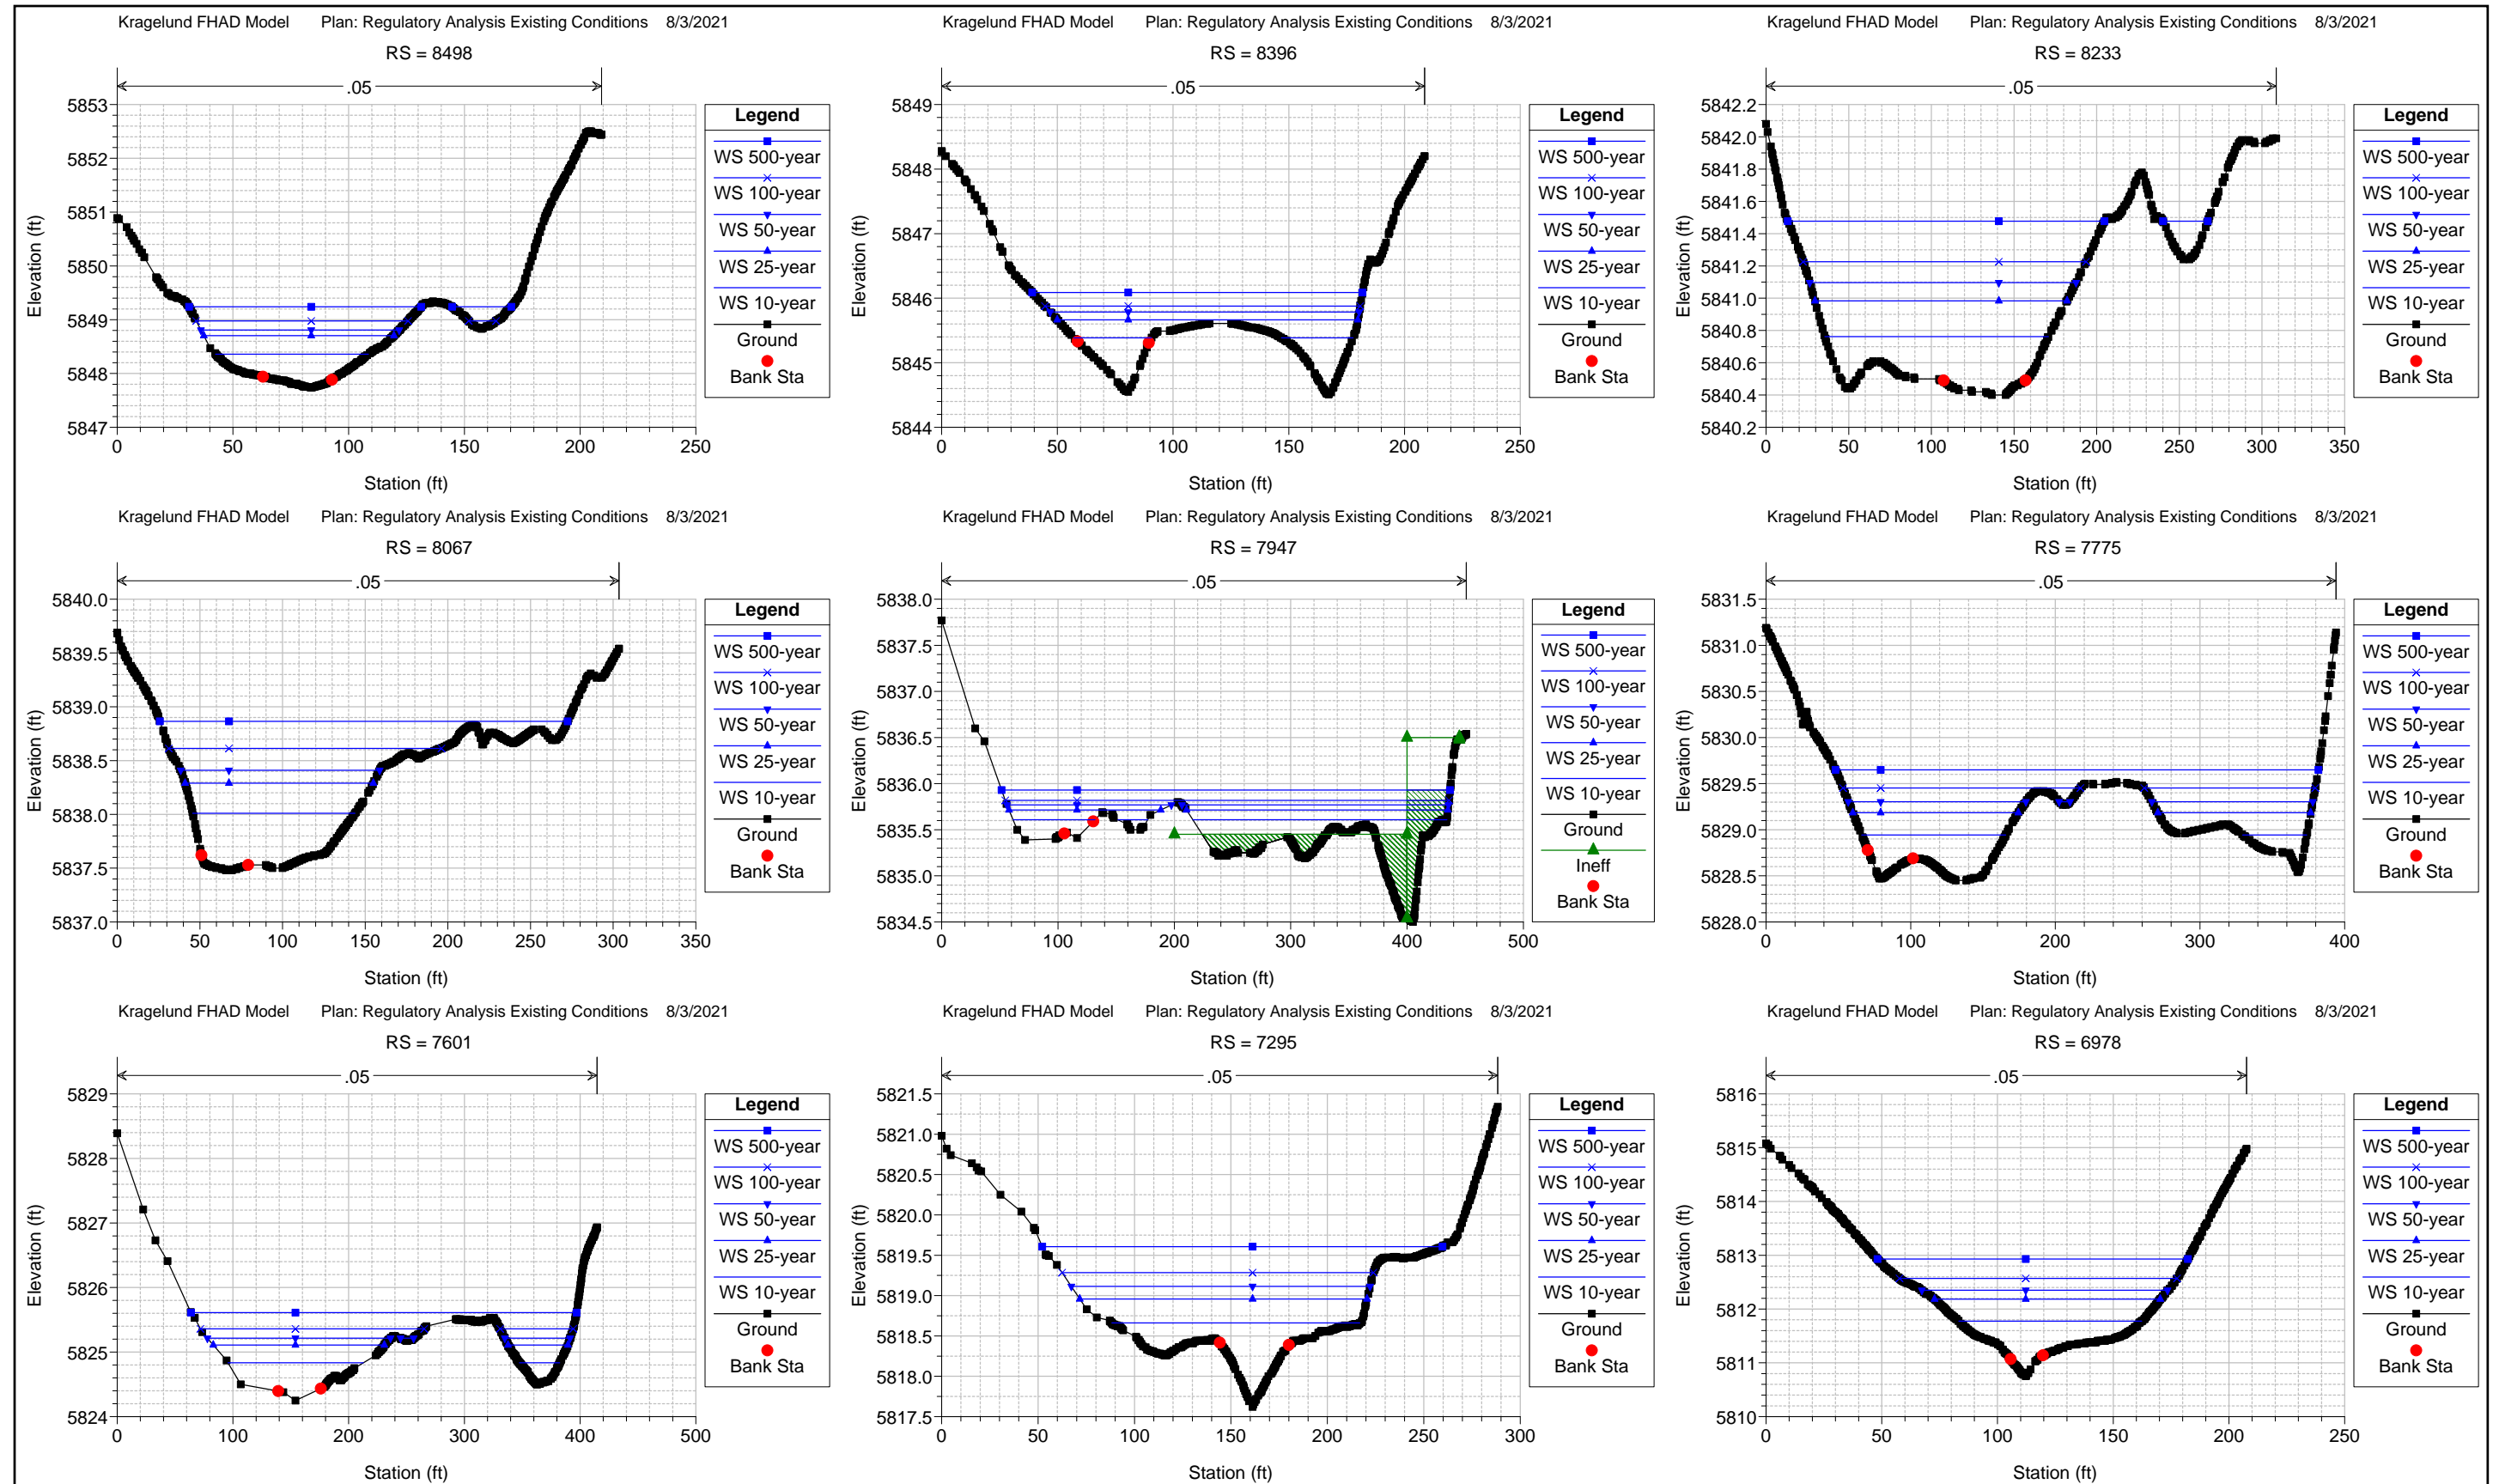 Kragelund FHAD Model Plan: Regulatory Analysis Existing Conditions 8/3/2021
RS = 8498
.05
5853
5852
5851
5850
5849
5848
5847
Elevation (ft)
0 50 100 150 200 250
Station (ft)
Legend
WS 500-year
WS 100-year
WS 50-year
WS 25-year
WS 10-year
Ground
Bank Sta
Kragelund FHAD Model Plan: Regulatory Analysis Existing Conditions 8/3/2021
RS = 8396
.05
5849
5848
5847
5846
5845
5844
Elevation (ft)
0 50 100 150 200 250
Station (ft)
Legend
WS 500-year
WS 100-year
WS 50-year
WS 25-year
WS 10-year
Ground
Bank Sta
Kragelund FHAD Model Plan: Regulatory Analysis Existing Conditions 8/3/2021
RS = 8233
.05
5842.2
5842.0
5841.8
5841.6
5841.4
5841.2
5841.0
5840.8
5840.6
5840.4
5840.2
Elevation (ft)
0 50 100 150 200 250 300 350
Station (ft)
Legend
WS 500-year
WS 100-year
WS 50-year
WS 25-year
WS 10-year
Ground
Bank Sta
Kragelund FHAD Model Plan: Regulatory Analysis Existing Conditions 8/3/2021
RS = 8067
.05
5840.0
5839.5
5839.0
5838.5
5838.0
5837.5
5837.0
Elevation (ft)
0 50 100 150 200 250 300 350
Station (ft)
Legend
WS 500-year
WS 100-year
WS 50-year
WS 25-year
WS 10-year
Ground
Bank Sta
Kragelund FHAD Model Plan: Regulatory Analysis Existing Conditions 8/3/2021
RS = 7947
.05
5838.0
5837.5
5837.0
5836.5
5836.0
5835.5
5835.0
5834.5
Elevation (ft)
0 100 200 300 400 500
Station (ft)
Legend
WS 500-year
WS 100-year
WS 50-year
WS 25-year
WS 10-year
Ground
Ineff
Bank Sta
Kragelund FHAD Model Plan: Regulatory Analysis Existing Conditions 8/3/2021
RS = 7775
.05
5831.5
5831.0
5830.5
5830.0
5829.5
5829.0
5828.5
5828.0
Elevation (ft)
0 100 200 300 400
Station (ft)
Legend
WS 500-year
WS 100-year
WS 50-year
WS 25-year
WS 10-year
Ground
Bank Sta
Kragelund FHAD Model Plan: Regulatory Analysis Existing Conditions 8/3/2021
RS = 7601
.05
5829
5828
5827
5826
5825
5824
Elevation (ft)
0 100 200 300 400 500
Station (ft)
Legend
WS 500-year
WS 100-year
WS 50-year
WS 25-year
WS 10-year
Ground
Bank Sta
Kragelund FHAD Model Plan: Regulatory Analysis Existing Conditions 8/3/2021
RS = 7295
.05
5821.5
5821.0
5820.5
5820.0
5819.5
5819.0
5818.5
5818.0
5817.5
Elevation (ft)
0 50 100 150 200 250 300
Station (ft)
Legend
WS 500-year
WS 100-year
WS 50-year
WS 25-year
WS 10-year
Ground
Bank Sta
Kragelund FHAD Model Plan: Regulatory Analysis Existing Conditions 8/3/2021
RS = 6978
.05
5816
5815
5814
5813
5812
5811
5810
Elevation (ft)
0 50 100 150 200 250
Station (ft)
Legend
WS 500-year
WS 100-year
WS 50-year
WS 25-year
WS 10-year
Ground
Bank Sta